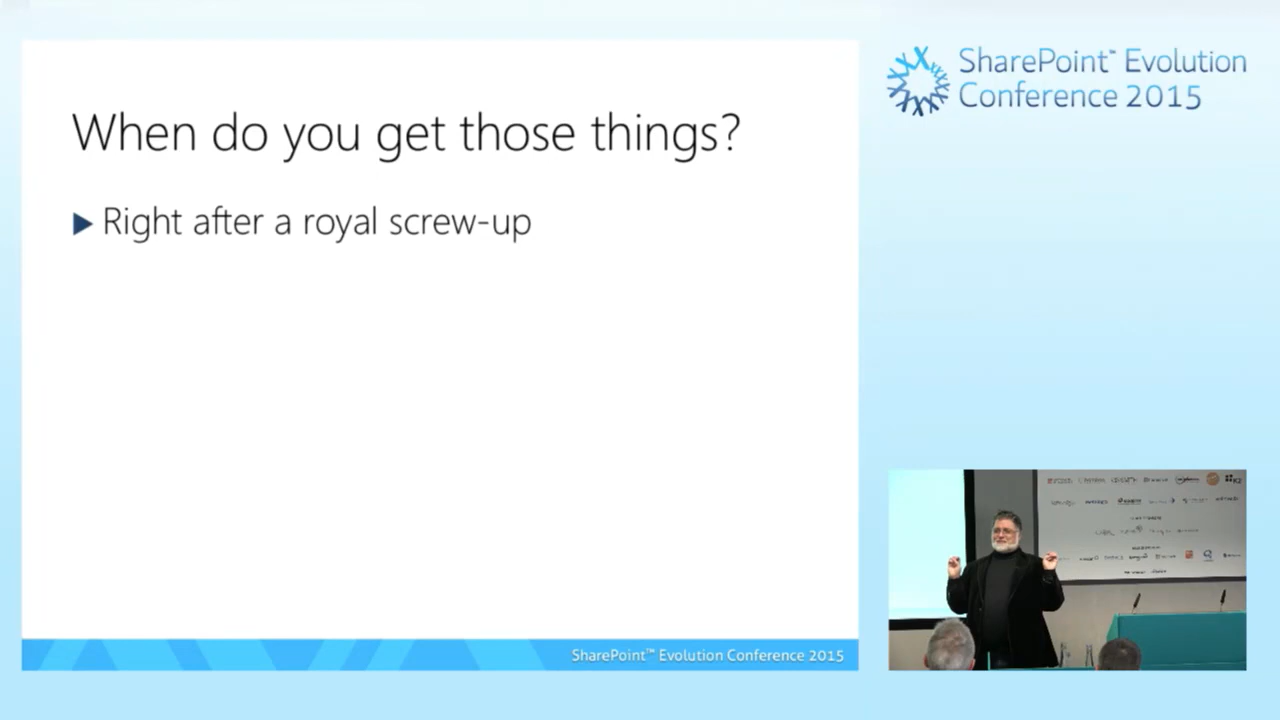 When do you get those things?
Right after a royal screw-up
SharePoint™ Evolution Conference 2015
SharePoint™ Evolution
Conference 2015